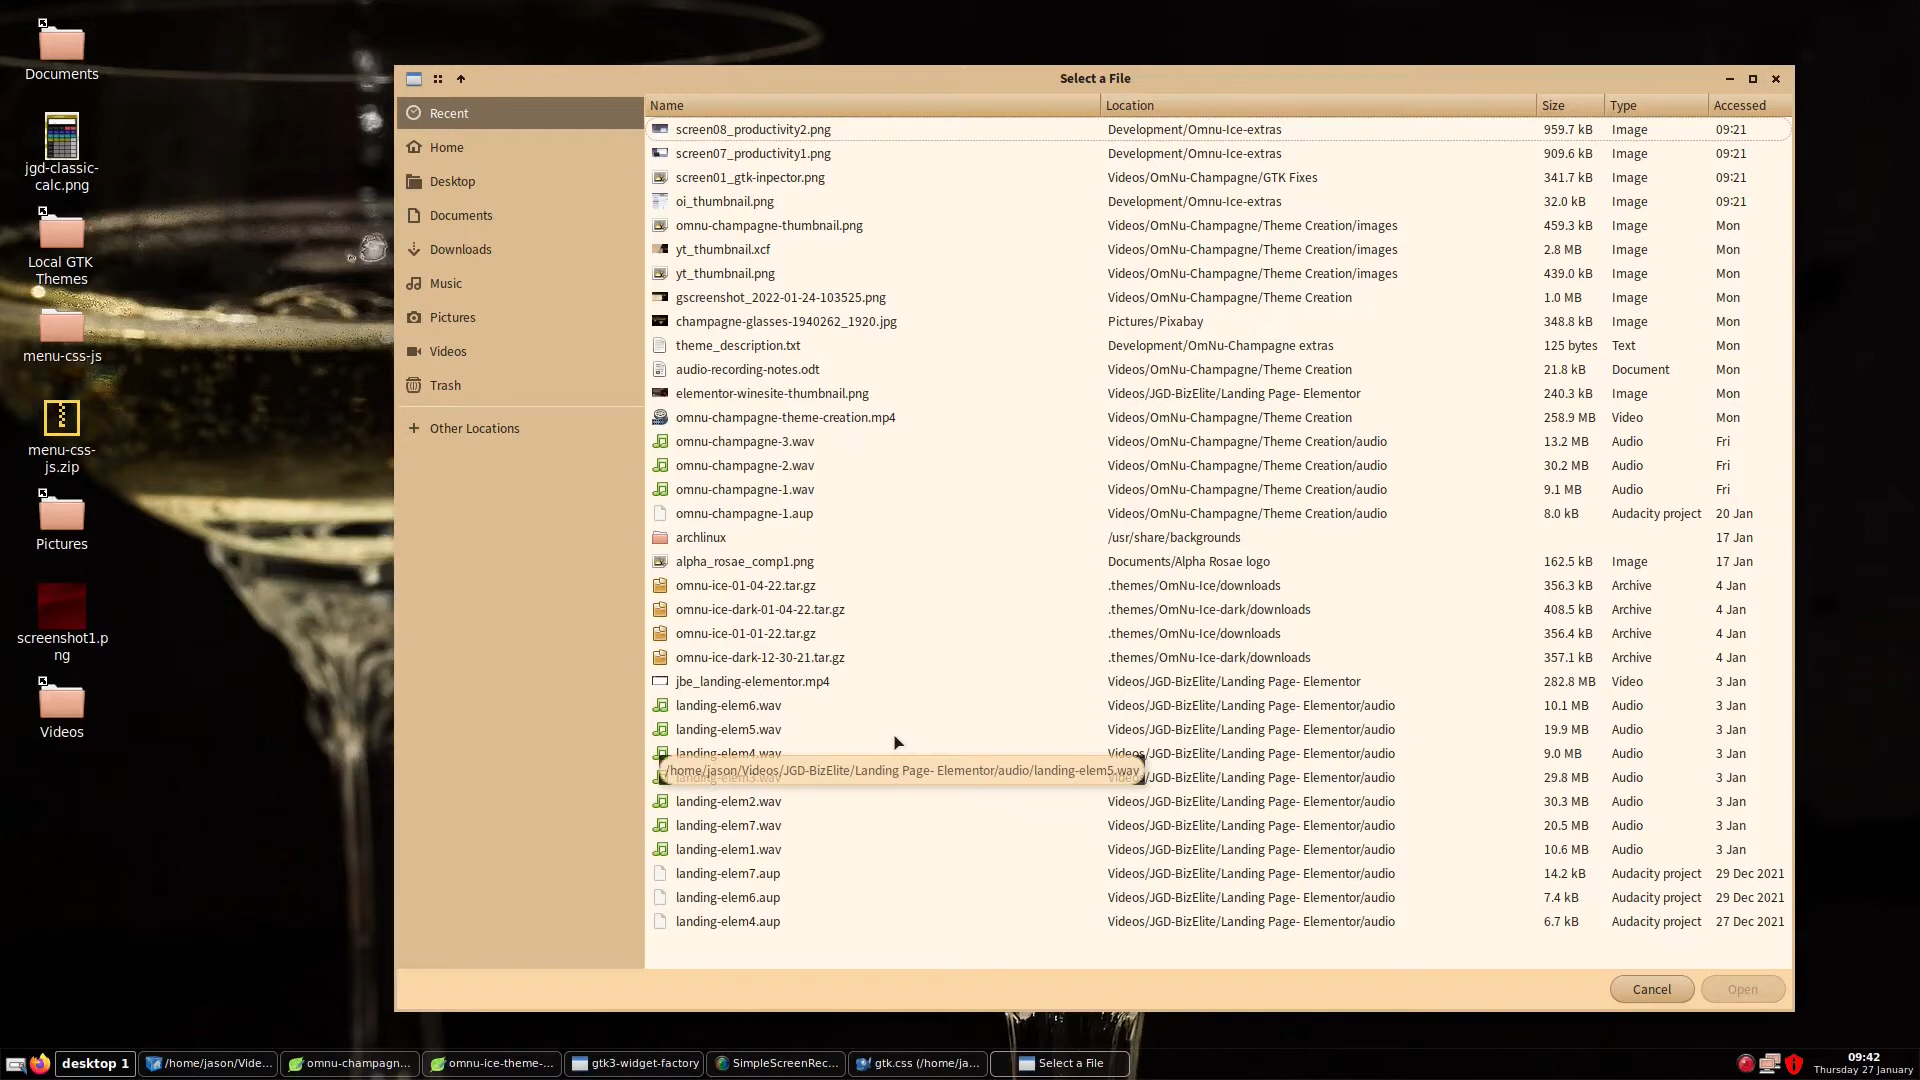 Documents
jgd-classic-
calc.png
Local GTK
Themes
menu-css-js
menu-css-
js.zip
Pictures
screenshot1.p
ng
Videos
Select a File
Recent
Home
Desktop
Documents
Downloads
Music
Pictures
Videos
Trash
Other Locations
Name Location Size Type Accessed
screen08_productivity2.png Development/Omnu-Ice-extras 959.7 kB Image 09:21
screen07_productivity1.png Development/Omnu-Ice-extras 909.6 kB Image 09:21
screen01_gtk-inpector.png Videos/OmNu-Champagne/GTK Fixes 341.7 kB Image 09:21
oi_thumbnail.png Development/Omnu-Ice-extras 32.0 kB Image 09:21
omnu-champagne-thumbnail.png Videos/OmNu-Champagne/Theme Creation/images 459.3 kB Image Mon
yt_thumbnail.xcf Videos/OmNu-Champagne/Theme Creation/images 2.8 MB Image Mon
yt_thumbnail.png Videos/OmNu-Champagne/Theme Creation/images 439.0 kB Image Mon
gscreenshot_2022-01-24-103525.png Videos/OmNu-Champagne/Theme Creation 1.0 MB Image Mon
champagne-glasses-1940262_1920.jpg Pictures/Pixabay 348.8 kB Image Mon
theme_description.txt Development/OmNu-Champagne extras 125 bytes Text Mon
audio-recording-notes.odt Videos/OmNu-Champagne/Theme Creation 21.8 kB Document Mon
elementor-winesite-thumbnail.png Videos/JGD-BizElite/Landing Page- Elementor 240.3 kB Image Mon
omnu-champagne-theme-creation.mp4 Videos/OmNu-Champagne/Theme Creation 258.9 MB Video Mon
omnu-champagne-3.wav Videos/OmNu-Champagne/Theme Creation/audio 13.2 MB Audio Fri
omnu-champagne-2.wav Videos/OmNu-Champagne/Theme Creation/audio 30.2 MB Audio Fri
omnu-champagne-1.wav Videos/OmNu-Champagne/Theme Creation/audio 9.1 MB Audio Fri
omnu-champagne-1.aup Videos/OmNu-Champagne/Theme Creation/audio 8.0 kB Audacity project 20 Jan
archlinux /usr/share/backgrounds 17 Jan
alpha_rosae_comp1.png Documents/Alpha Rosae logo 162.5 kB Image 17 Jan
omnu-ice-01-04-22.tar.gz .themes/OmNu-Ice/downloads 356.3 kB Archive 4 Jan
omnu-ice-dark-01-04-22.tar.gz .themes/OmNu-Ice-dark/downloads 408.5 kB Archive 4 Jan
omnu-ice-01-01-22.tar.gz .themes/OmNu-Ice/downloads 356.4 kB Archive 4 Jan
omnu-ice-dark-12-30-21.tar.gz .themes/OmNu-Ice-dark/downloads 357.1 kB Archive 4 Jan
jbe_landing-elementor.mp4 Videos/JGD-BizElite/Landing Page- Elementor 282.8 MB Video 3 Jan
landing-elem6.wav Videos/JGD-BizElite/Landing Page- Elementor/audio 10.1 MB Audio 3 Jan
landing-elem5.wav Videos/JGD-BizElite/Landing Page- Elementor/audio 19.9 MB Audio 3 Jan
landing-elem4.wav Videos/JGD-BizElite/Landing Page- Elementor/audio 9.0 MB Audio 3 Jan
/home/jason/Videos/JGD-BizElite/Landing Page- Elementor/audio/landing-elem5.wav
landing-elem3.wav Videos/JGD-BizElite/Landing Page- Elementor/audio 29.8 MB Audio 3 Jan
landing-elem2.wav Videos/JGD-BizElite/Landing Page- Elementor/audio 30.3 MB Audio 3 Jan
landing-elem7.wav Videos/JGD-BizElite/Landing Page- Elementor/audio 20.5 MB Audio 3 Jan
landing-elem1.wav Videos/JGD-BizElite/Landing Page- Elementor/audio 10.6 MB Audio 3 Jan
landing-elem7.aup Videos/JGD-BizElite/Landing Page- Elementor/audio 14.2 kB Audacity project 29 Dec 2021
landing-elem6.aup Videos/JGD-BizElite/Landing Page- Elementor/audio 7.4 kB Audacity project 29 Dec 2021
landing-elem4.aup Videos/JGD-BizElite/Landing Page- Elementor/audio 6.7 kB Audacity project 27 Dec 2021
Cancel Open
desktop 1 /home/jason/Vide... omnu-champagn... omnu-ice-theme-... gtk3-widget-factory SimpleScreenRec... gtk.css (/home/ja... Select a File 09:42
Thursday 27 January